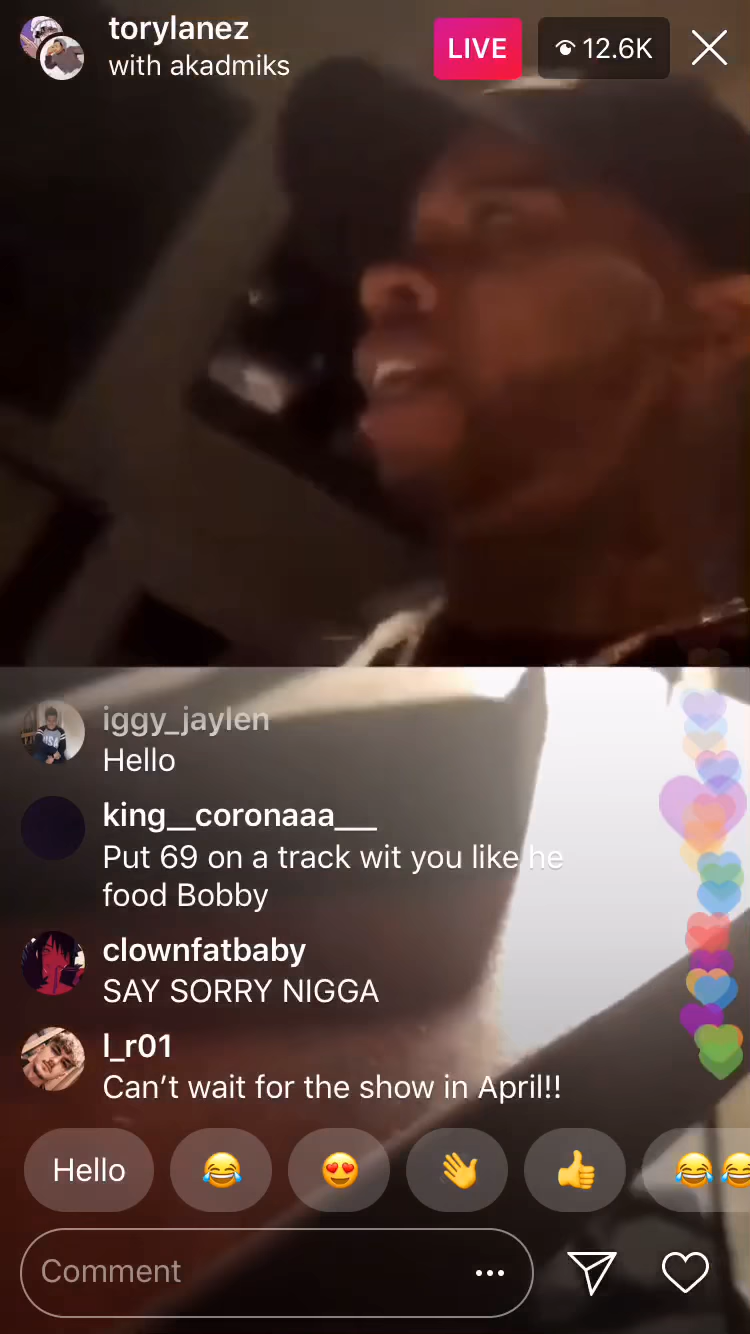 torylanez
with akadmiks
LIVE
12.6K
iggy_jaylen
Hello
king__coronaaa___
Put 69 on a track wit you like he
food Bobby
clownfatbaby
SAY SORRY NIGGA
l_r01
Can't wait for the show in April!!
Hello
Comment